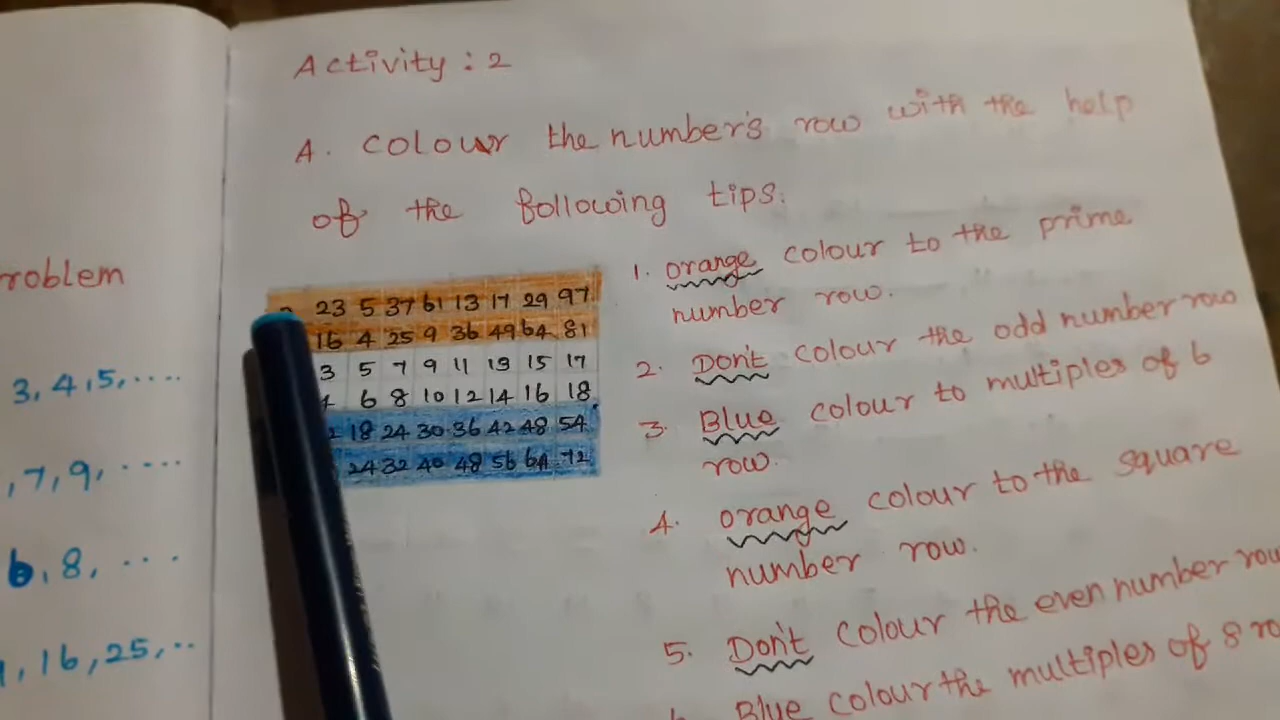 Activity : 2
A. Colour the number's row with the help
of the following tips.
roblem
3, 4, 5, ....
, 7, 9, ....
6, 8, ...
, 16, 25, ..
23 5 37 61 13 17 29 97
16 4 25 9 36 49 64 81
3 5 7 9 11 13 15 17
6 8 10 12 14 16 18
18 24 30 36 42 48 54
24 32 40 48 56 64 72
1. Orange colour to the prime
number row.
2. Don't colour the odd number row
3. Blue colour to multiples of 6
row.
4. Orange colour to the square
number row.
5. Don't colour the even number row
Blue colour the multiples of 8 ro